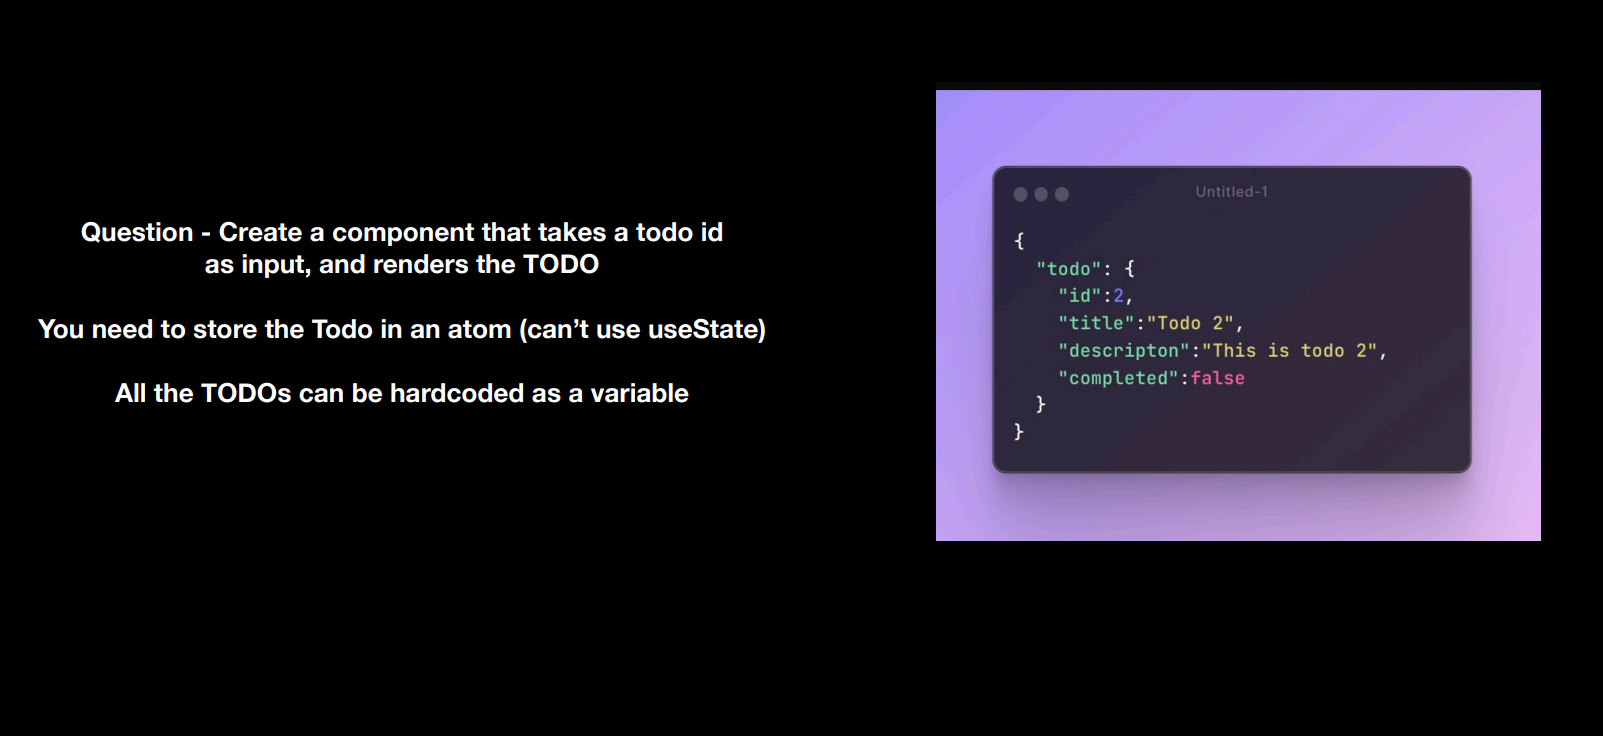 Question - Create a component that takes a todo id
as input, and renders the TODO
You need to store the Todo in an atom (can’t use useState)
All the TODOs can be hardcoded as a variable
Untitled-1
{
"todo": {
"id":2,
"title":"Todo 2",
"descripton":"This is todo 2",
"completed":false
}
}